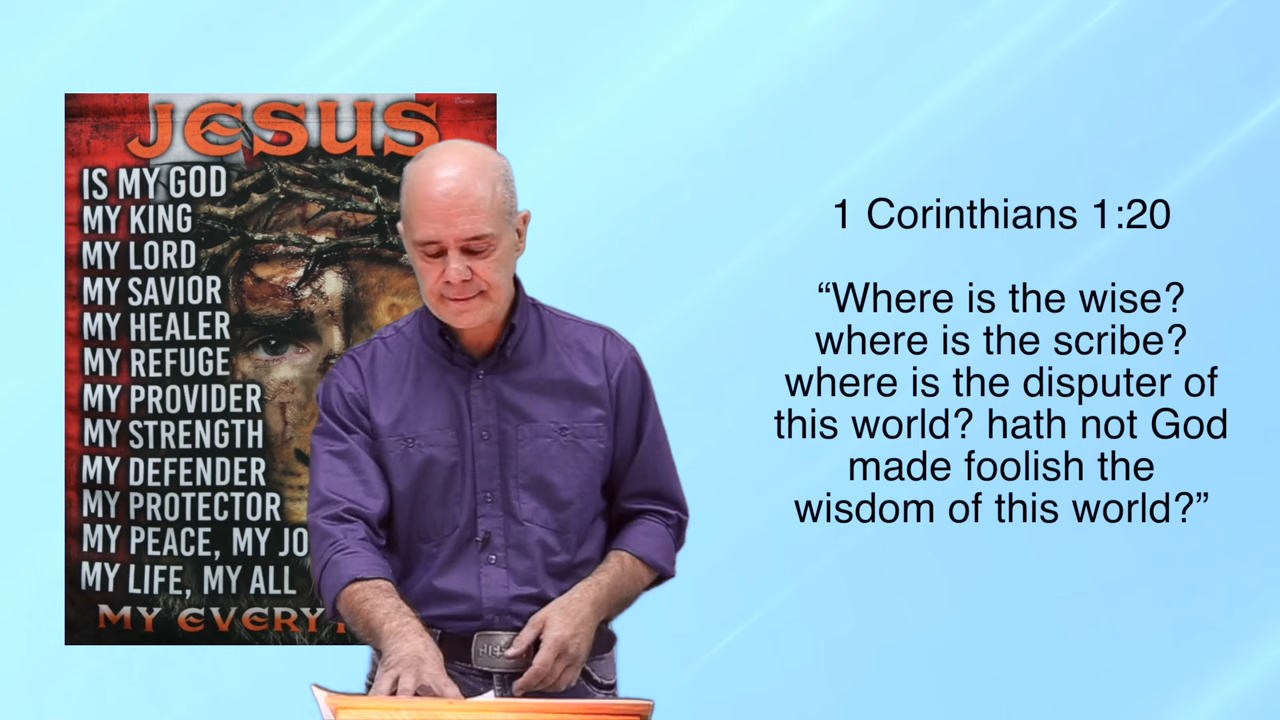 JESUS
IS MY GOD
MY KING
MY LORD
MY SAVIOR
MY HEALER
MY REFUGE
MY PROVIDER
MY STRENGTH
MY DEFENDER
MY PROTECTOR
MY PEACE, MY JO
MY LIFE, MY ALL
MY EVERY
1 Corinthians 1:20
“Where is the wise?
where is the scribe?
where is the disputer of
this world? hath not God
made foolish the
wisdom of this world?”